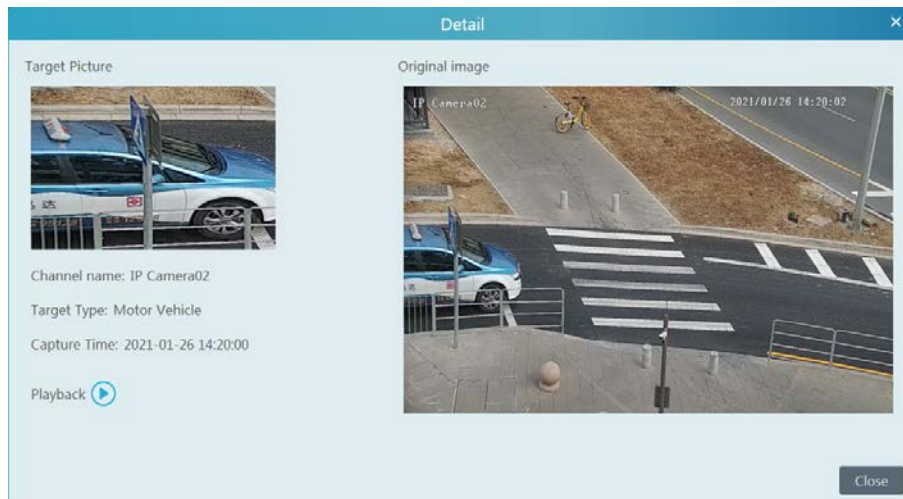 Detail
Target Picture
Original image
IP Camera02
2021/01/26 14:20:02
达
Channel name: IP Camera02
Target Type: Motor Vehicle
Capture Time: 2021-01-26 14:20:00
Playback
Close